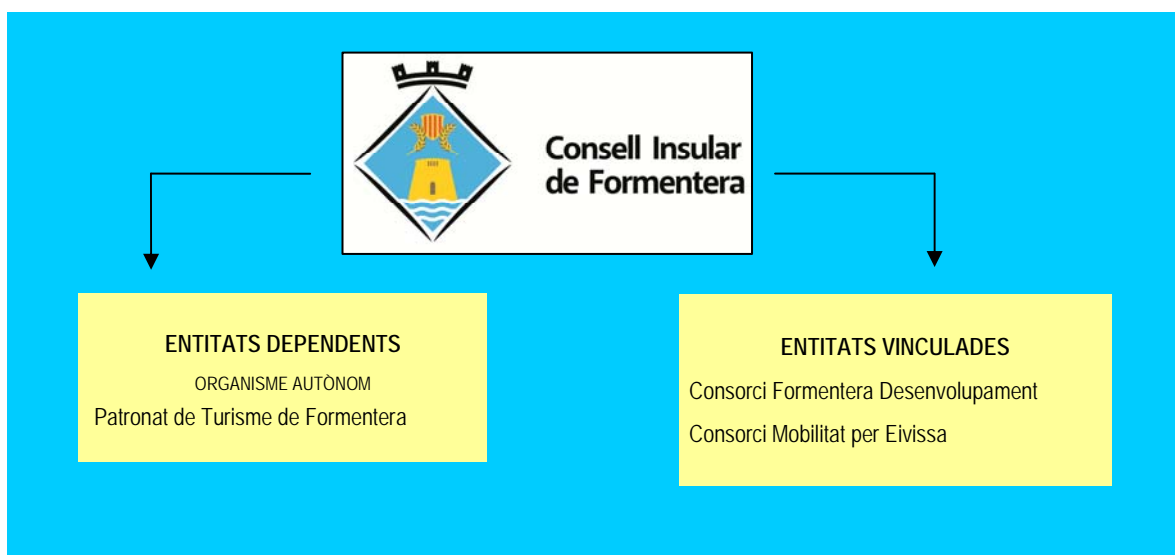 Consell Insular
de Formentera
ENTITATS DEPENDENTS
ORGANISME AUTÒNOM
Patronat de Turisme de Formentera
ENTITATS VINCULADES
Consorci Formentera Desenvolupament
Consorci Mobilitat per Eivissa